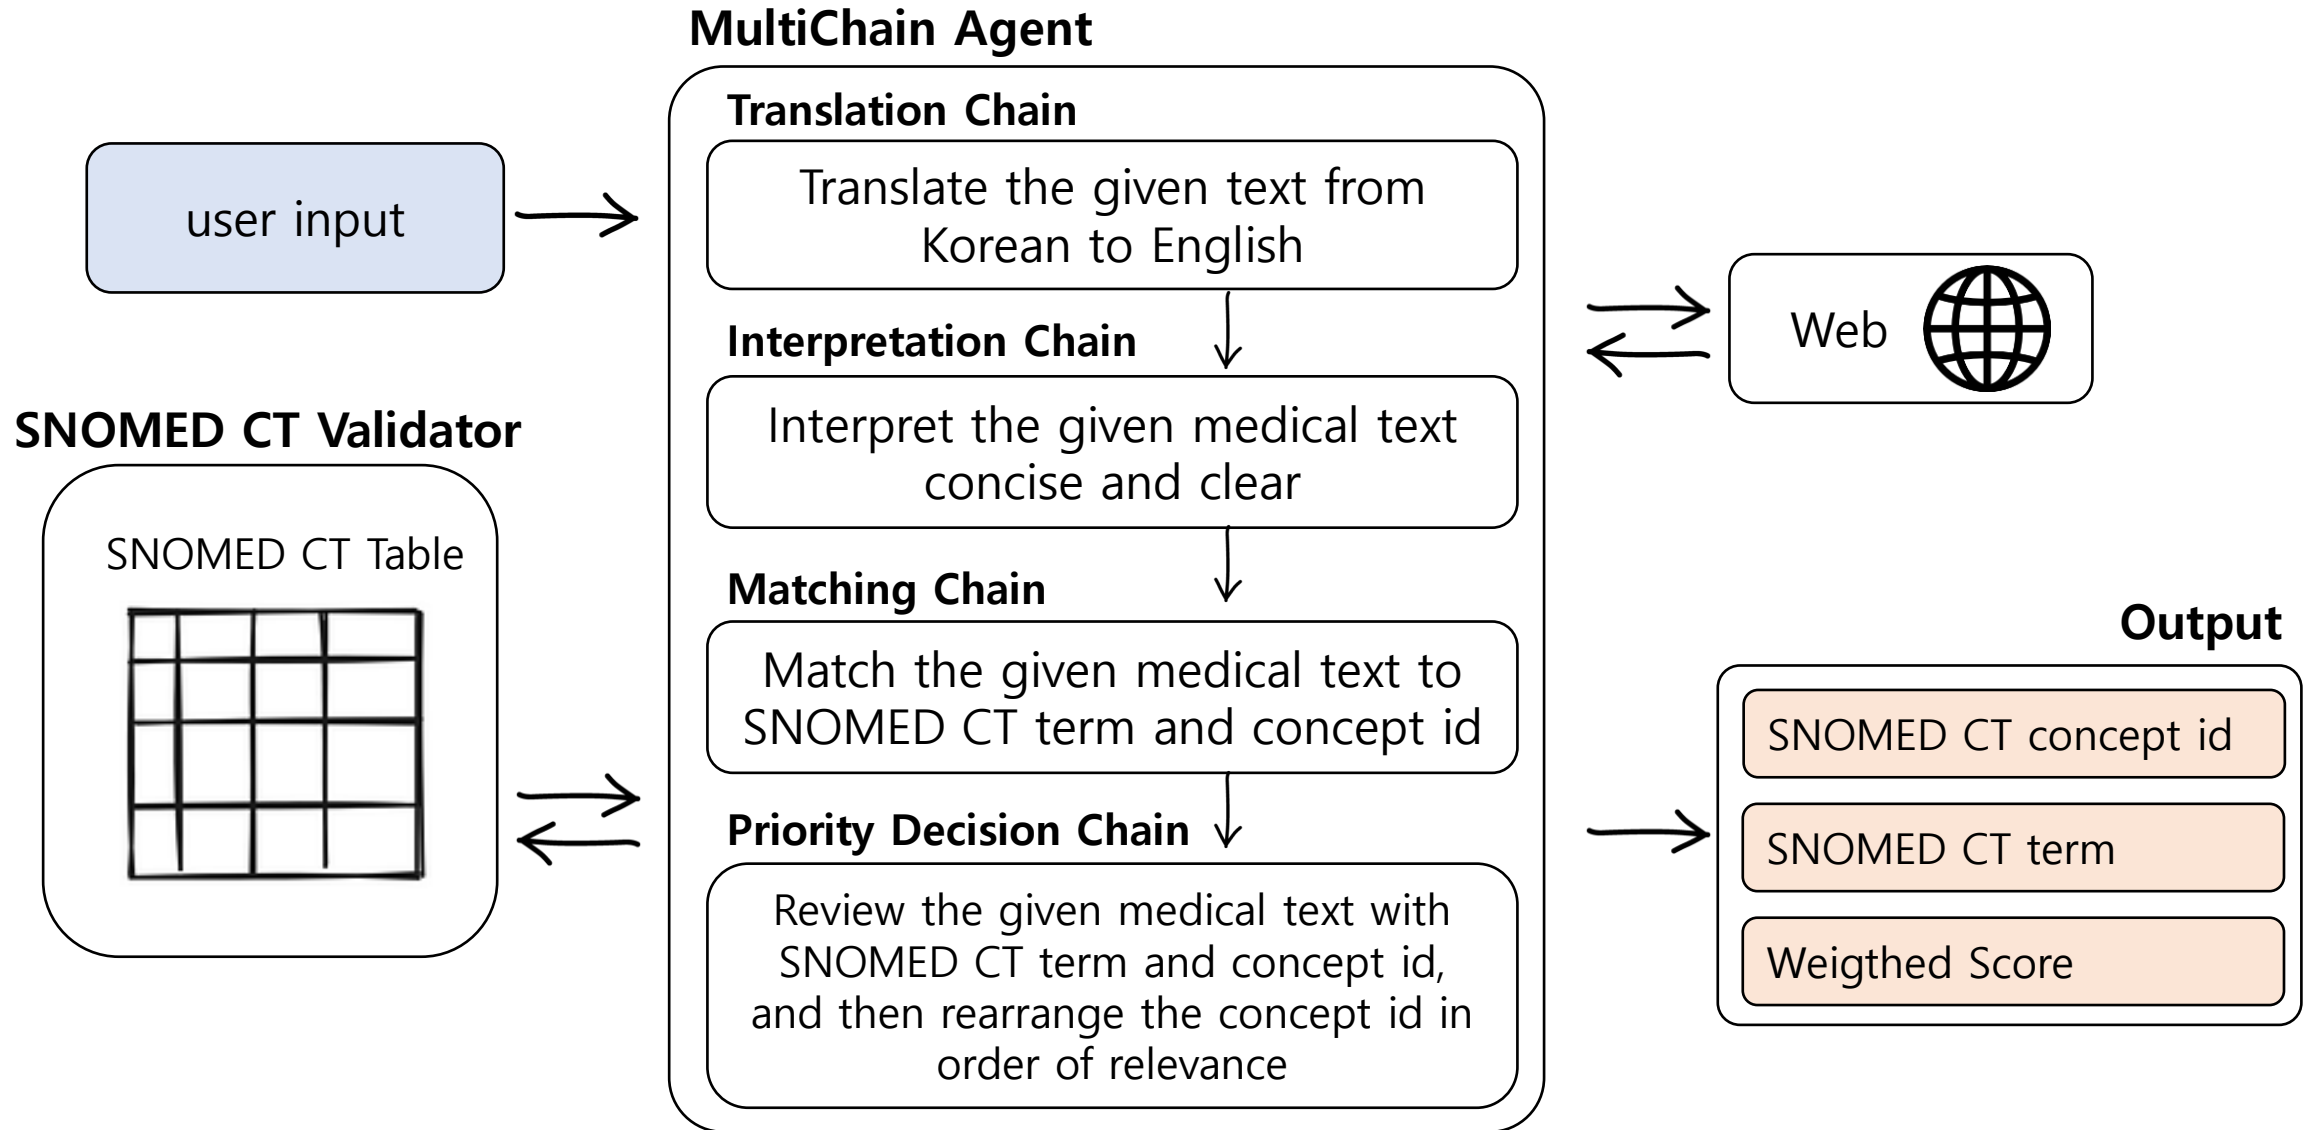 MultiChain Agent
Translation Chain
Translate the given text from
Korean to English
user input
Interpretation Chain
Interpret the given medical text
concise and clear
Web
SNOMED CT Validator
SNOMED CT Table
Matching Chain
Match the given medical text to
SNOMED CT term and concept id
Priority Decision Chain
Review the given medical text with
SNOMED CT term and concept id,
and then rearrange the concept id in
order of relevance
Output
SNOMED CT concept id
SNOMED CT term
Weigthed Score